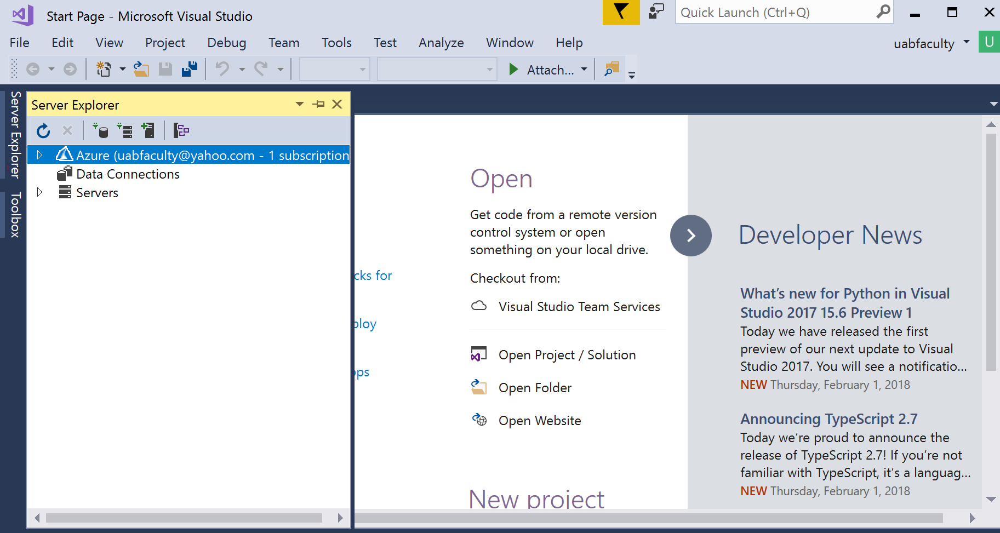 Start Page - Microsoft Visual Studio
Quick Launch (Ctrl+Q)
File Edit View Project Debug Team Tools Test Analyze Window Help
uabfaculty
U
Attach...
Server Explorer
Toolbox
Server Explorer
Azure (uabfaculty@yahoo.com - 1 subscription
Data Connections
Servers
cks for
ploy
pps
Open
Get code from a remote version
control system or open
something on your local drive.
Checkout from:
Visual Studio Team Services
Open Project / Solution
Open Folder
Open Website
New project
Developer News
What’s new for Python in Visual
Studio 2017 15.6 Preview 1
Today we have released the first
preview of our next update to Visual
Studio 2017. You will see a notificatio...
NEW Thursday, February 1, 2018
Announcing TypeScript 2.7
Today we’re proud to announce the
release of TypeScript 2.7! If you’re not
familiar with TypeScript, it’s a languag...
NEW Thursday, February 1, 2018